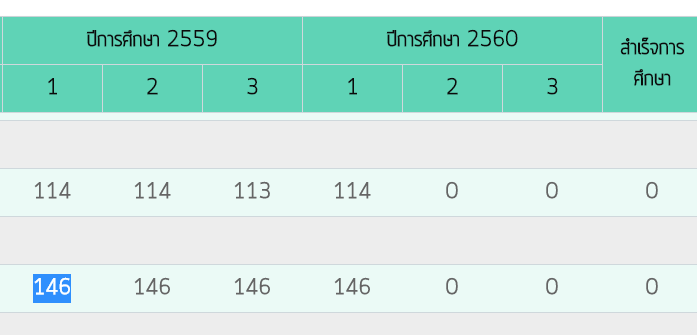 ปีการศึกษา 2559 ปีการศึกษา 2560 สำเร็จการ
ศึกษา
1 2 3 1 2 3
114 114 113 114 0 0 0
146 146 146 146 0 0 0